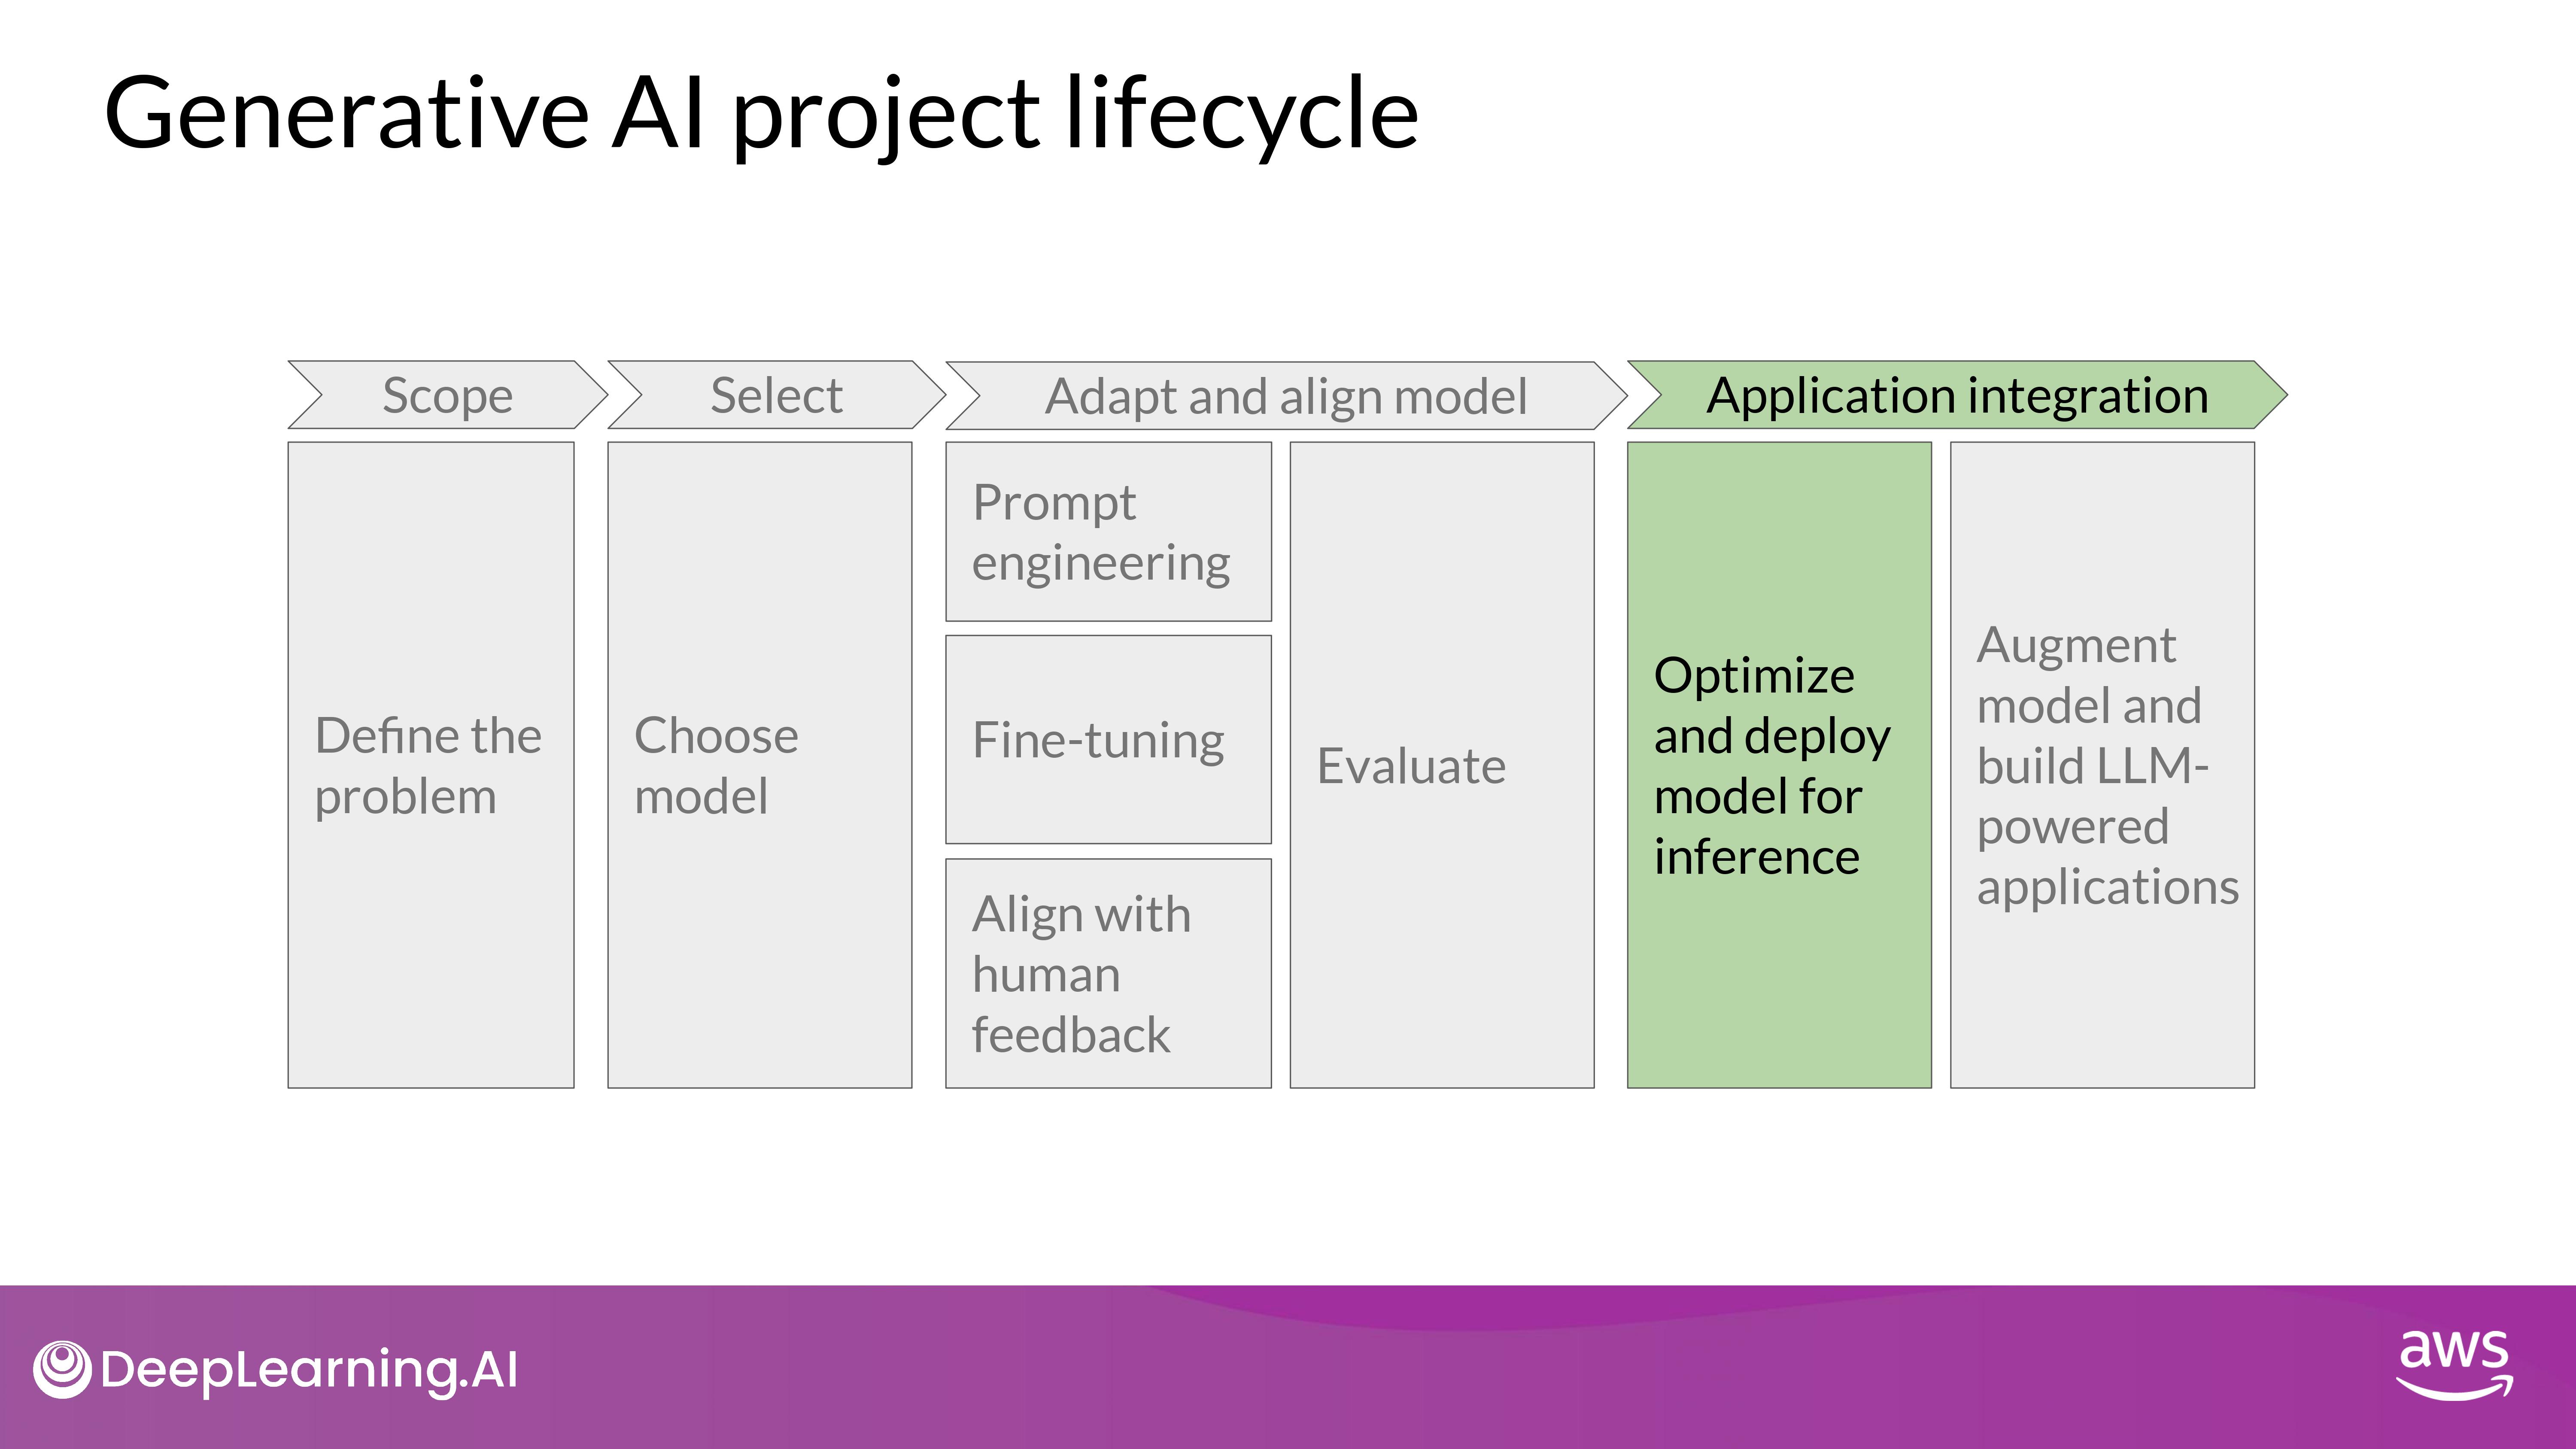 Generative AI project lifecycle
Scope
Select
Adapt and align model
Application integration
Define the
problem
Choose
model
Prompt
engineering
Fine-tuning
Align with
human
feedback
Evaluate
Optimize
and deploy
model for
inference
Augment
model and
build LLM-
powered
applications
DeepLearning.AI
aws